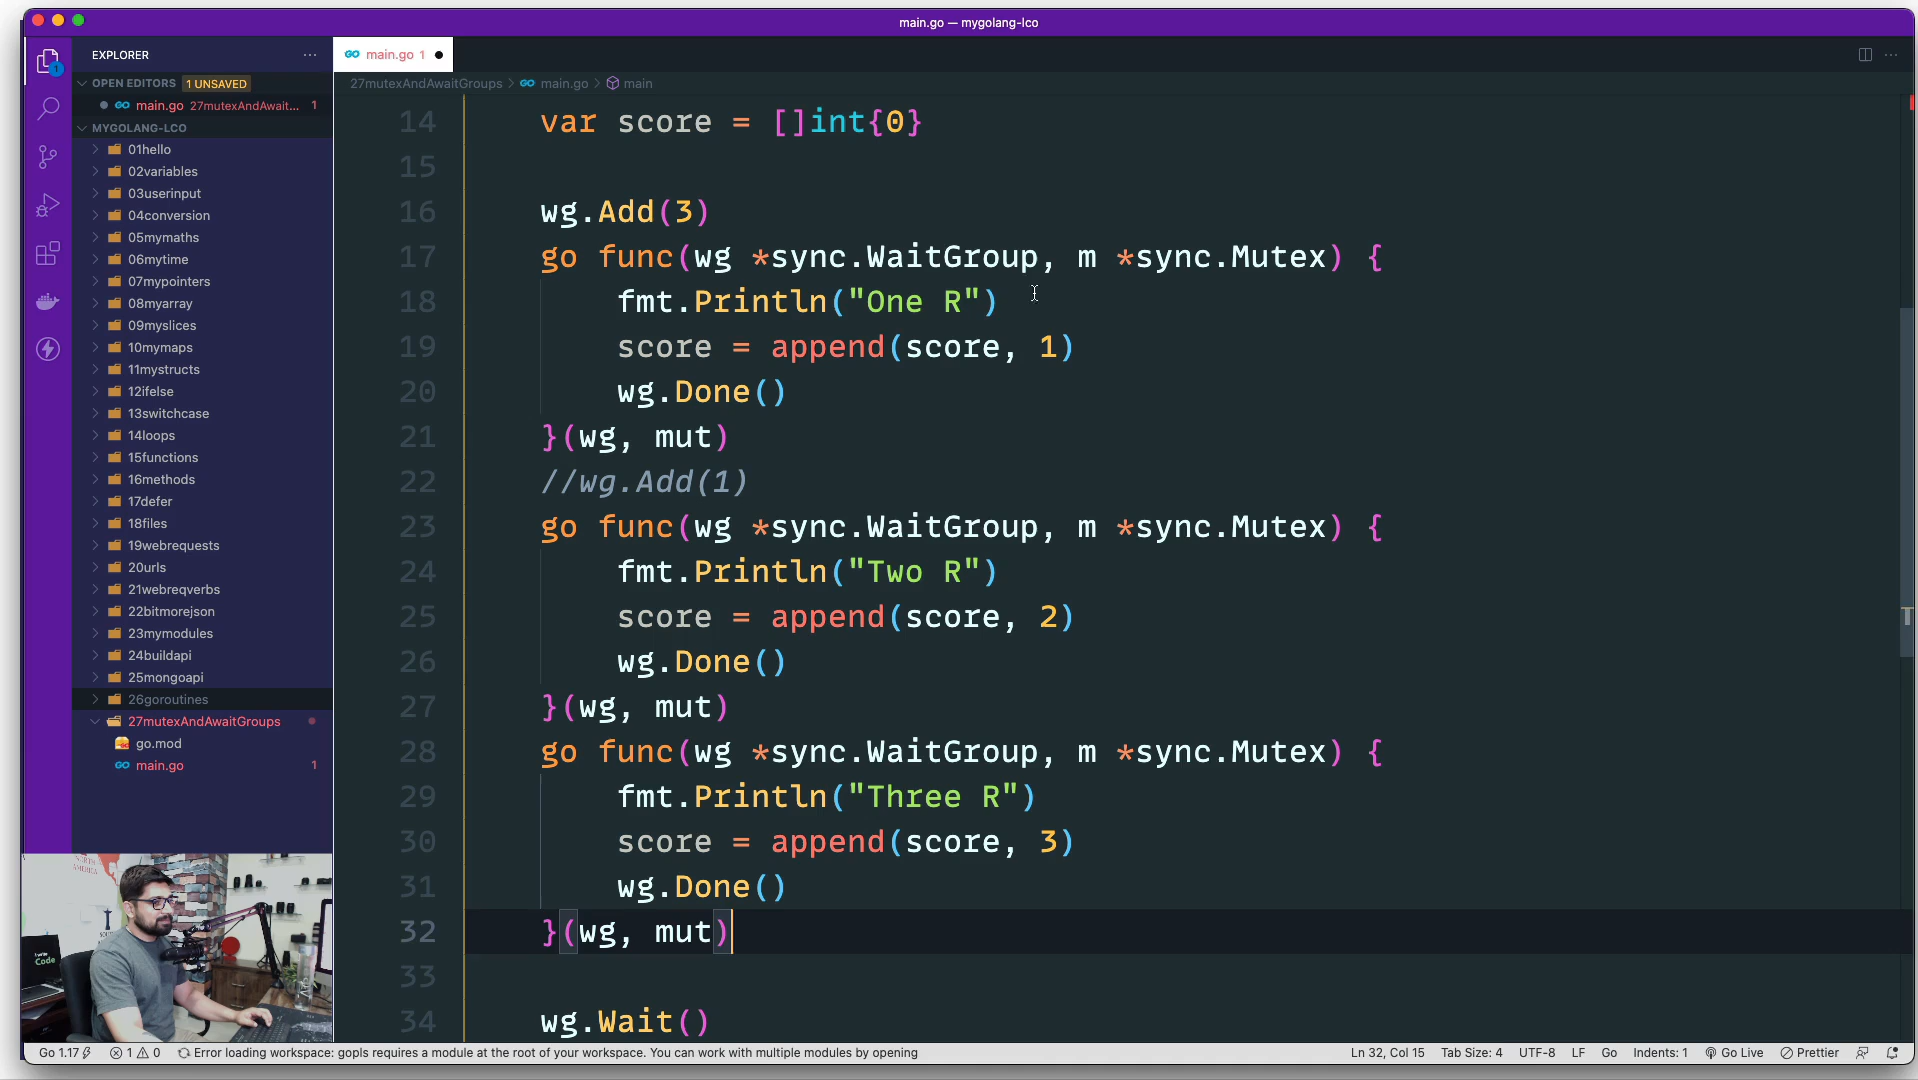 main.go — mygolang-lco
EXPLORER
main.go 1
OPEN EDITORS 1 UNSAVED
main.go 27mutexAndAwait... 1
MYGOLANG-LCO
01hello
02variables
03userinput
04conversion
05mymaths
06mytime
07mypointers
08myarray
09myslices
10mymaps
11mystructs
12ifelse
13switchcase
14loops
15functions
16methods
17defer
18files
19webrequests
20urls
21webreqverbs
22bitmorejson
23mymodules
24buildapi
25mongoapi
26goroutines
27mutexAndAwaitGroups
go.mod
main.go 1
27mutexAndAwaitGroups > main.go > main
14 var score = []int{0}
15
16 wg.Add(3)
17 go func(wg *sync.WaitGroup, m *sync.Mutex) {
18 fmt.Println("One R")
19 score = append(score, 1)
20 wg.Done()
21 }(wg, mut)
22 //wg.Add(1)
23 go func(wg *sync.WaitGroup, m *sync.Mutex) {
24 fmt.Println("Two R")
25 score = append(score, 2)
26 wg.Done()
27 }(wg, mut)
28 go func(wg *sync.WaitGroup, m *sync.Mutex) {
29 fmt.Println("Three R")
30 score = append(score, 3)
31 wg.Done()
32 }(wg, mut)
33
34 wg.Wait()
Go 1.17 1 0 Error loading workspace: gopls requires a module at the root of your workspace. You can work with multiple modules by opening
Ln 32, Col 15 Tab Size: 4 UTF-8 LF Go Indents: 1 Go Live Prettier